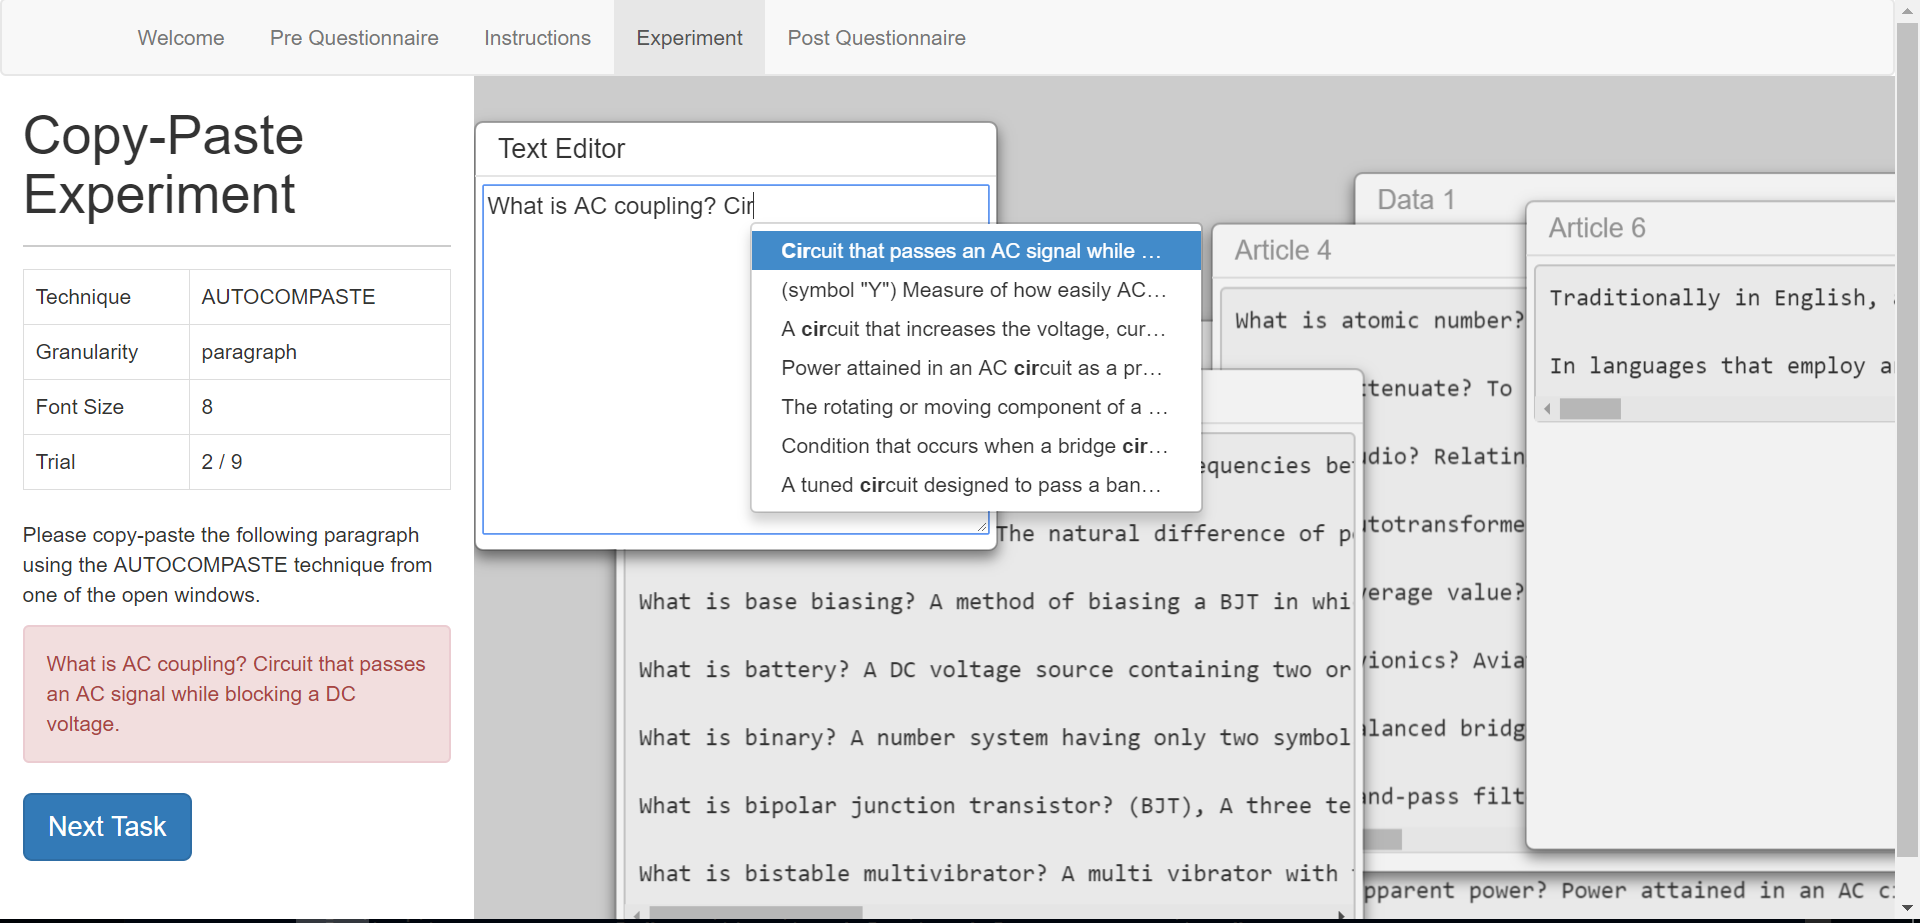 Welcome
Pre Questionnaire
Instructions
Experiment
Post Questionnaire
Copy-Paste
Experiment
Technique AUTOCOMPASTE
Granularity paragraph
Font Size 8
Trial 2 / 9
Please copy-paste the following paragraph
using the AUTOCOMPASTE technique from
one of the open windows.
What is AC coupling? Circuit that passes
an AC signal while blocking a DC
voltage.
Next Task
Text Editor
What is AC coupling? Cir
Circuit that passes an AC signal while ...
(symbol "Y") Measure of how easily AC...
A circuit that increases the voltage, cur...
Power attained in an AC circuit as a pr...
The rotating or moving component of a ...
Condition that occurs when a bridge cir...
A tuned circuit designed to pass a ban...
The natural difference of
What is base biasing? A method of biasing a BJT in whi
What is battery? A DC voltage source containing two or
What is binary? A number system having only two symbol
What is bipolar junction transistor? (BJT), A three te
What is bistable multivibrator? A multi vibrator with
Article 4
What is atomic number?
ttenuate? To
udio? Relatin
utotransforme
verage value?
vionics? Avia
alanced bridg
and-pass filt
Data 1
Article 6
Traditionally in English,
In languages that employ a
pparent power? Power attained in an AC